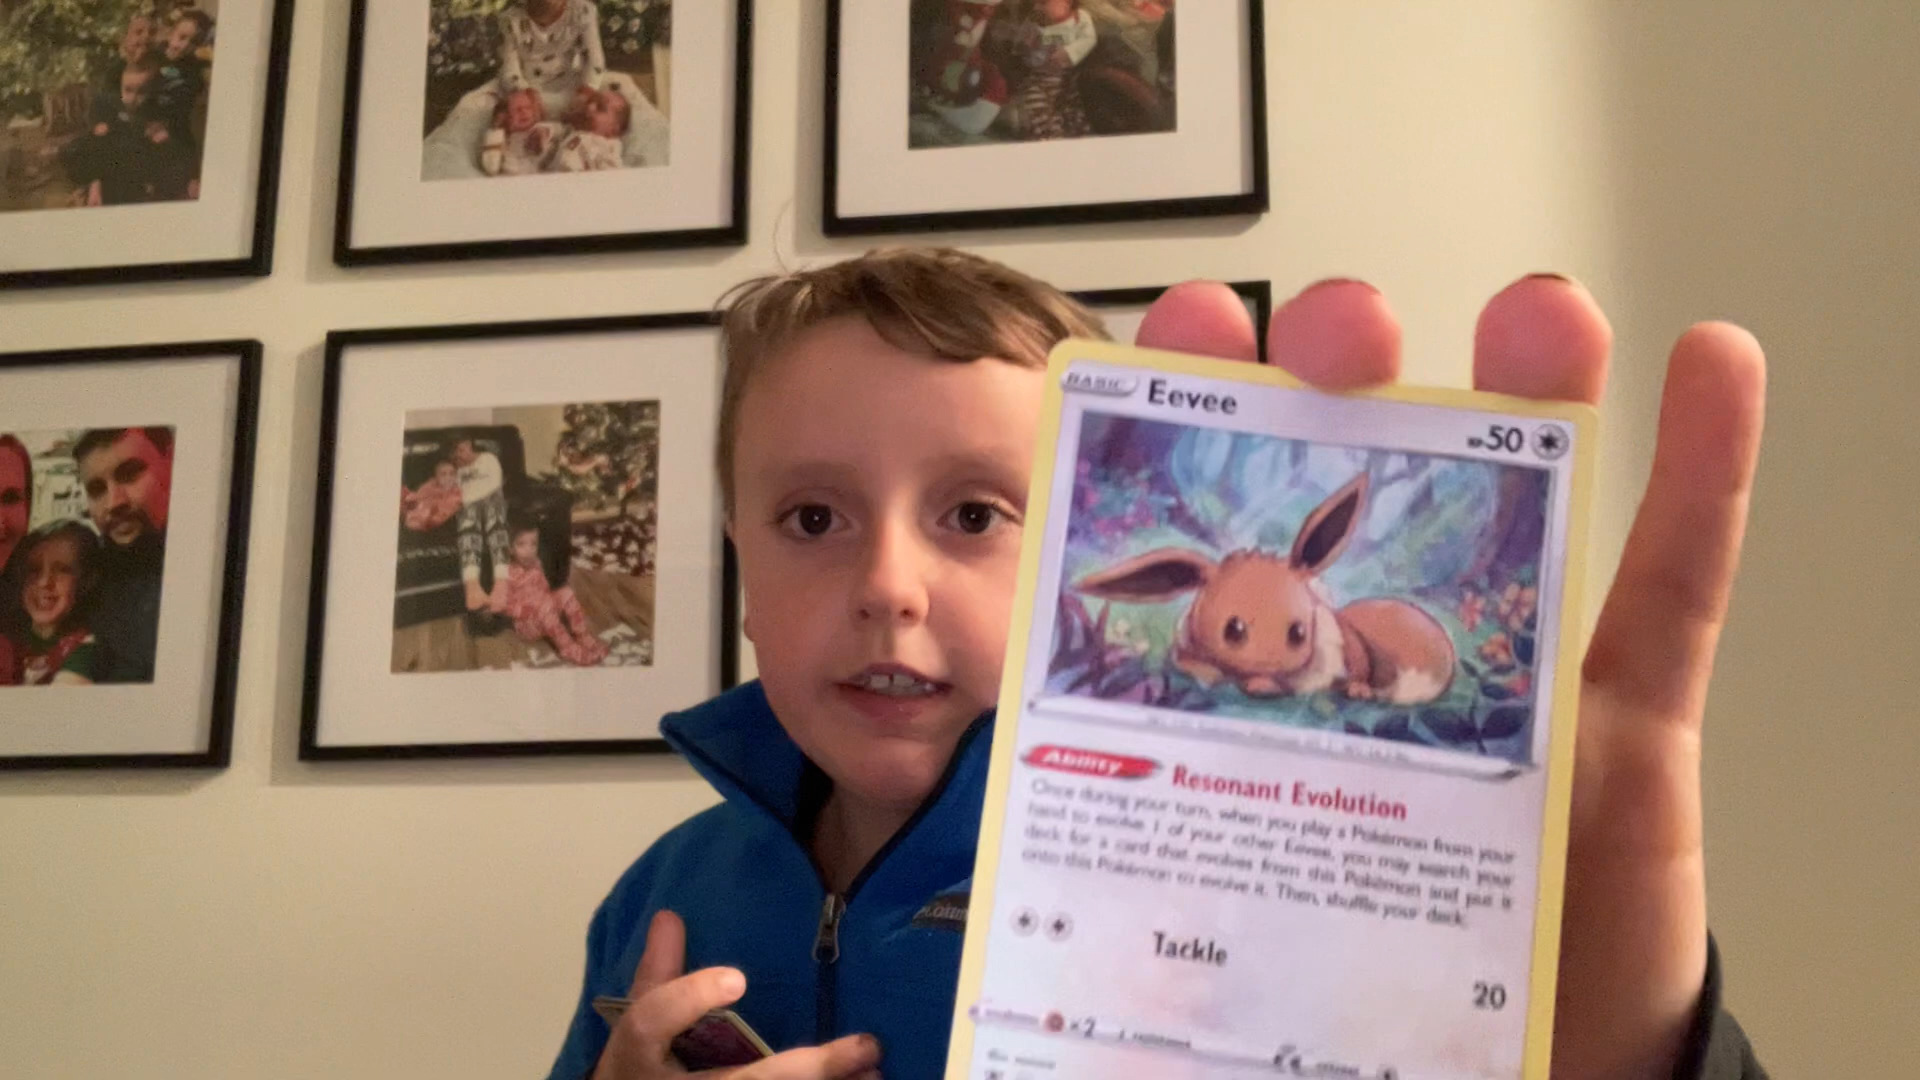 BASIC Eevee
50
Ability Resonant Evolution
Once during your turn, when you play a Pokémon from your
hand to evolve 1 of your other Eevee, you may search your
deck for a card that evolves from this Pokémon and put it
onto this Pokémon to evolve it. Then, shuffle your deck.
Tackle
20
×2